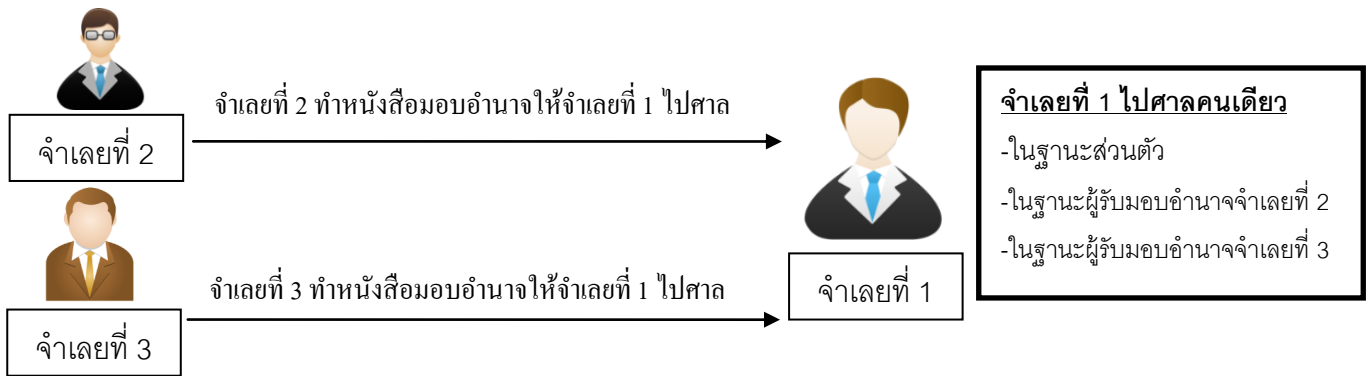 จำเลยที่ 2
จำเลยที่ 2 ทำหนังสือมอบอำนาจให้จำเลยที่ 1 ไปศาล
จำเลยที่ 3
จำเลยที่ 3 ทำหนังสือมอบอำนาจให้จำเลยที่ 1 ไปศาล
จำเลยที่ 1
จำเลยที่ 1 ไปศาลคนเดียว
-ในฐานะส่วนตัว
-ในฐานะผู้รับมอบอำนาจจำเลยที่ 2
-ในฐานะผู้รับมอบอำนาจจำเลยที่ 3